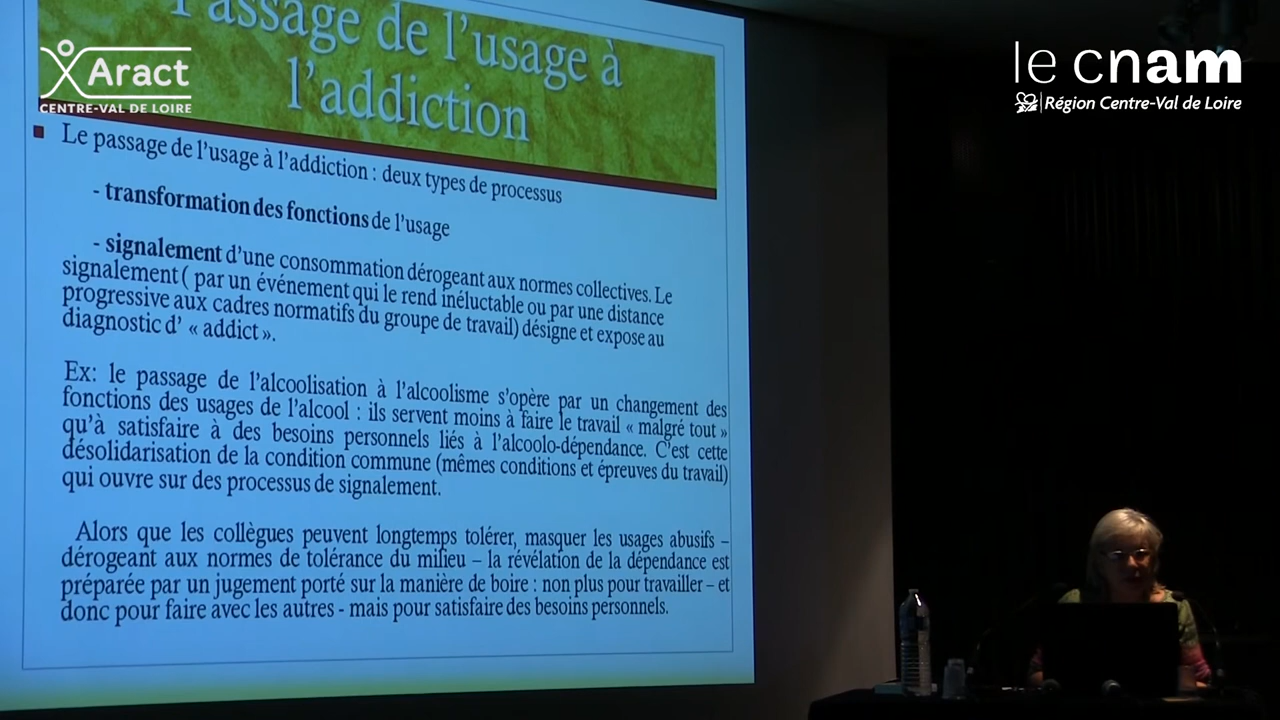 Passage de l'usage à
l'addiction
Aract
CENTRE-VAL DE LOIRE
le cnam
Région Centre-Val de Loire
▪ Le passage de l'usage à l'addiction : deux types de processus
- transformation des fonctions de l'usage
- signalement d'une consommation dérogeant aux normes collectives. Le
signalement ( par un événement qui le rend inéluctable ou par une distance
progressive aux cadres normatifs du groupe de travail) désigne et expose au
diagnostic d' « addict ».
Ex: le passage de l'alcoolisation à l'alcoolisme s'opère par un changement des
fonctions des usages de l'alcool : ils servent moins à faire le travail « malgré tout »
qu'à satisfaire à des besoins personnels liés à l'alcoolo-dépendance. C'est cette
désolidarisation de la condition commune (mêmes conditions et épreuves du travail)
qui ouvre sur des processus de signalement.
Alors que les collègues peuvent longtemps tolérer, masquer les usages abusifs –
dérogeant aux normes de tolérance du milieu – la révélation de la dépendance est
préparée par un jugement porté sur la manière de boire : non plus pour travailler – et
donc pour faire avec les autres - mais pour satisfaire des besoins personnels.